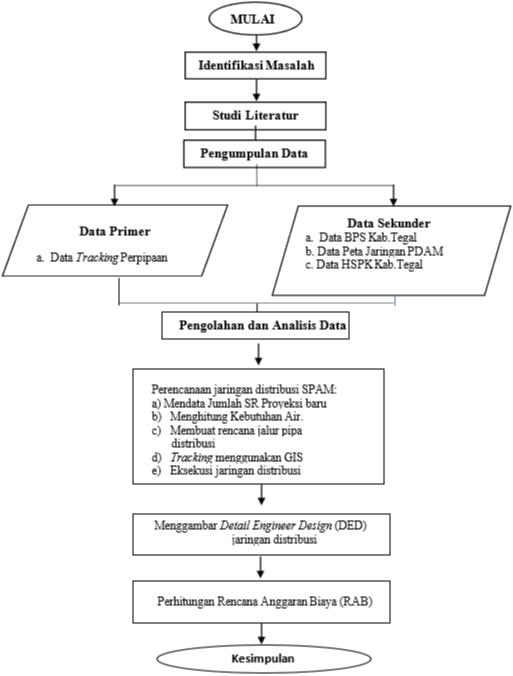 MULAI
Identifikasi Masalah
Studi Literatur
Pengumpulan Data
Data Primer
a. Data Tracking Perpipaan
Data Sekunder
a. Data BPS Kab.Tegal
b. Data Peta Jaringan PDAM
c. Data HSPK Kab.Tegal
Pengolahan dan Analisis Data
Perencanaan jaringan distribusi SPAM:
a) Mendata Jumlah SR Proyeksi baru
b) Menghitung Kebutuhan Air.
c) Membuat rencana jalur pipa
distribusi
d) Tracking menggunakan GIS
e) Eksekusi jaringan distribusi
Menggambar Detail Engineer Design (DED)
jaringan distribusi
Perhitungan Rencana Anggaran Biaya (RAB)
Kesimpulan